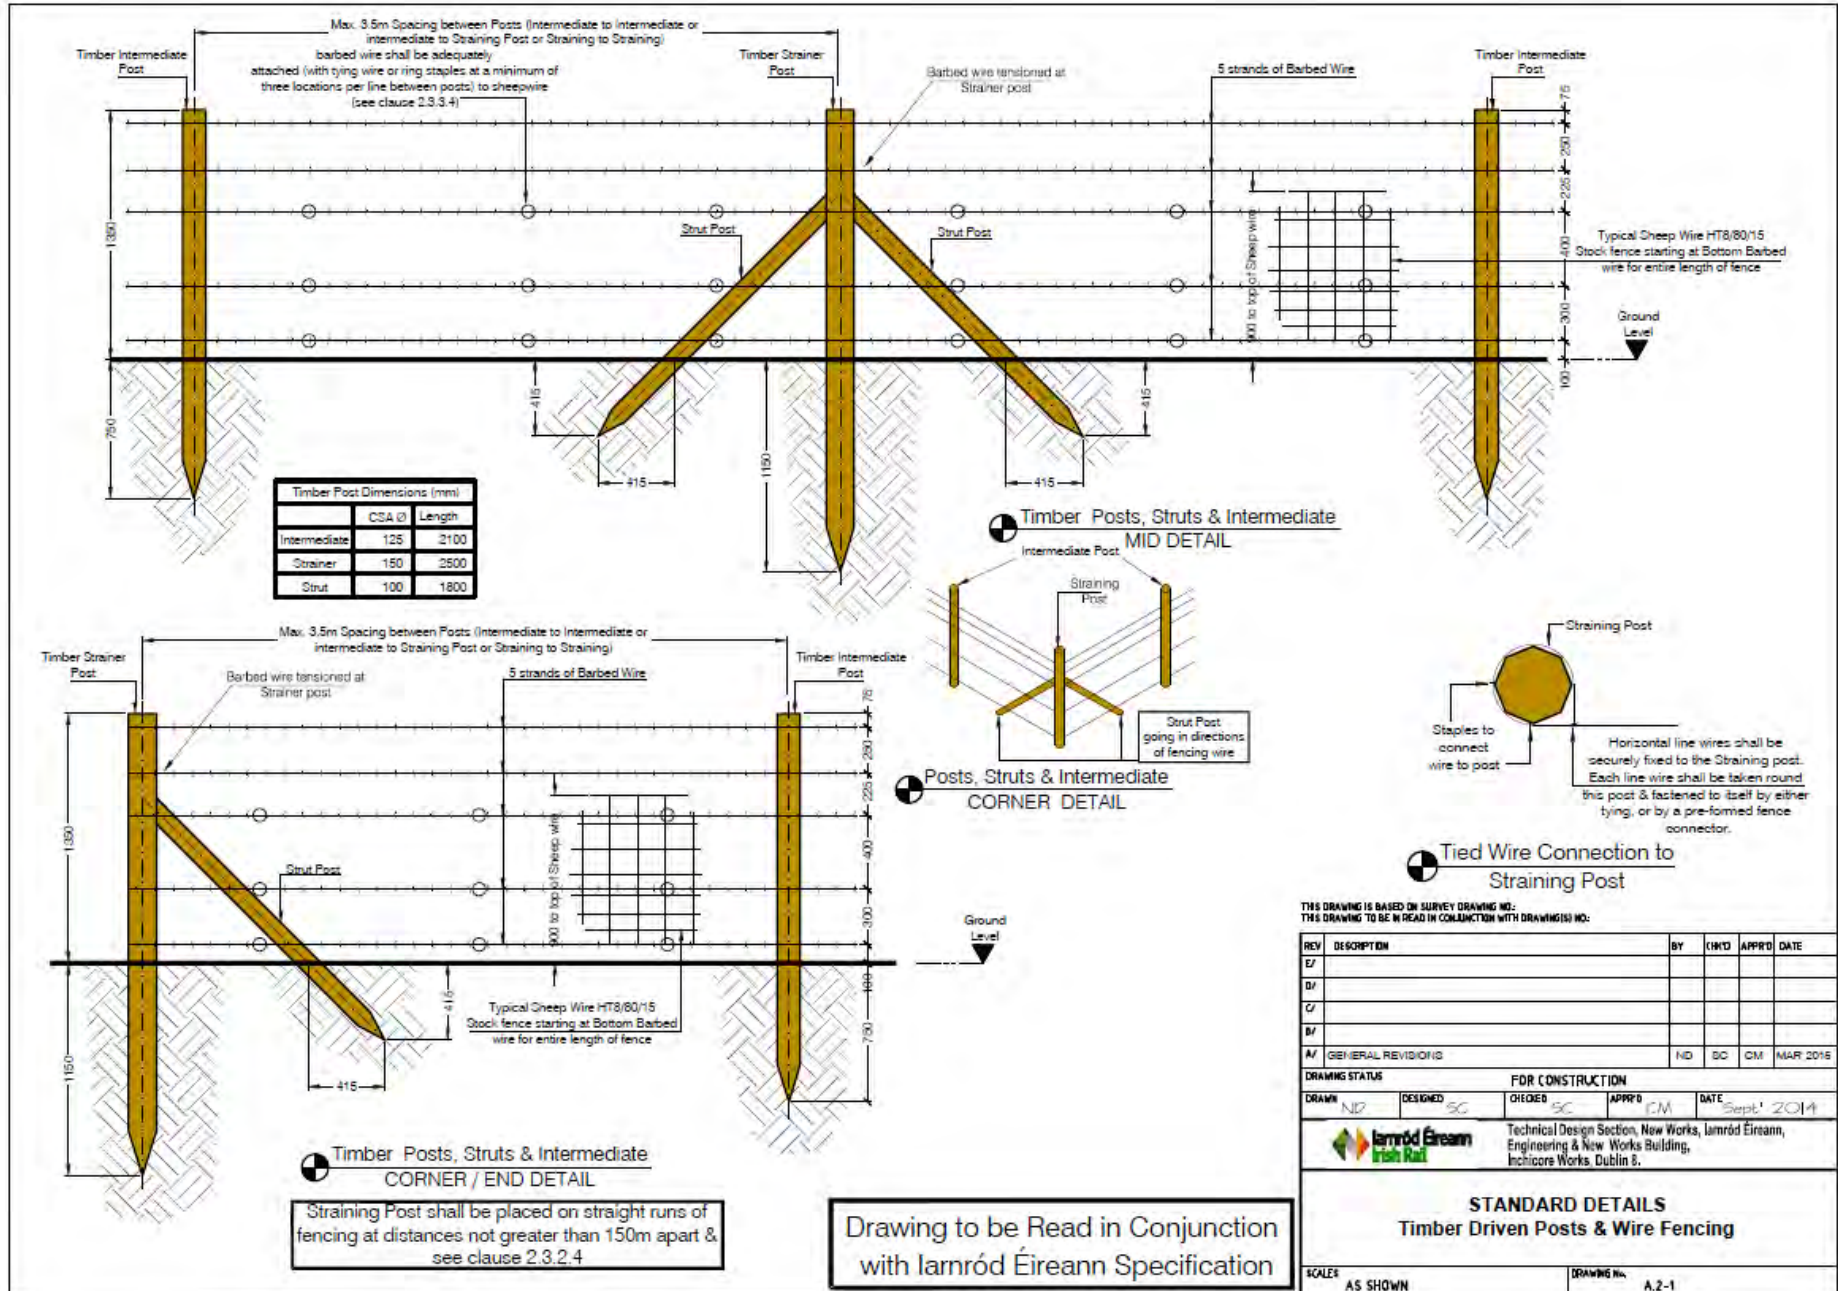 Max. 3.5m Spacing between Posts (Intermediate to Intermediate or
intermediate to Straining Post or Straining to Straining)
Timber Intermediate
Post
barbed wire shall be adequately
attached (with tying wire or ring staples at a minimum of
three locations per line between posts) to sheepwire
(see clause 2.3.3.4)
Timber Strainer
Post
Barbed wire tensioned at
Strainer post
5 strands of Barbed Wire
Timber Intermediate
Post
75
250
225
400
300
100
1350
750
Strut Post
Strut Post
900 to top of Sheep wire
Typical Sheep Wire HT8/80/15
Stock fence starting at Bottom Barbed
wire for entire length of fence
Ground
Level
415
415
1150
415
415
Timber Post Dimensions (mm)
CSA Ø Length
Intermediate 125 2100
Strainer 150 2500
Strut 100 1800
Timber Posts, Struts & Intermediate
MID DETAIL
Intermediate Post
Straining
Post
Strut Post
going in directions
of fencing wire
Posts, Struts & Intermediate
CORNER DETAIL
Straining Post
Staples to
connect
wire to post
Horizontal line wires shall be
securely fixed to the Straining post.
Each line wire shall be taken round
this post & fastened to itself by either
tying, or by a pre-formed fence
connector.
Tied Wire Connection to
Straining Post
Max. 3.5m Spacing between Posts (Intermediate to Intermediate or
intermediate to Straining Post or Straining to Straining)
Timber Strainer
Post
Barbed wire tensioned at
Strainer post
5 strands of Barbed Wire
Timber Intermediate
Post
75
250
225
400
300
100
750
1350
1150
Strut Post
900 to top of Sheep wire
Ground
Level
415
415
Typical Sheep Wire HT8/80/15
Stock fence starting at Bottom Barbed
wire for entire length of fence
Timber Posts, Struts & Intermediate
CORNER / END DETAIL
Straining Post shall be placed on straight runs of
fencing at distances not greater than 150m apart &
see clause 2.3.2.4
Drawing to be Read in Conjunction
with Iarnród Éireann Specification
THIS DRAWING IS BASED ON SURVEY DRAWING NO.:
THIS DRAWING TO BE IN READ IN CONJUNCTION WITH DRAWING(S) NO.:
REV DESCRIPTION BY CHK'D APPR'D DATE
E/
D/
C/
B/
A/ GENERAL REVISIONS ND SC CM MAR' 2015
DRAWING STATUS FOR CONSTRUCTION
DRAWN ND DESIGNED SC CHECKED SC APPR'D CM DATE Sept' 2014
Iarnród Éireann
Irish Rail
Technical Design Section, New Works, Iarnród Éireann,
Engineering & New Works Building,
Inchicore Works, Dublin 8.
STANDARD DETAILS
Timber Driven Posts & Wire Fencing
SCALES AS SHOWN
DRAWING No. A.2-1